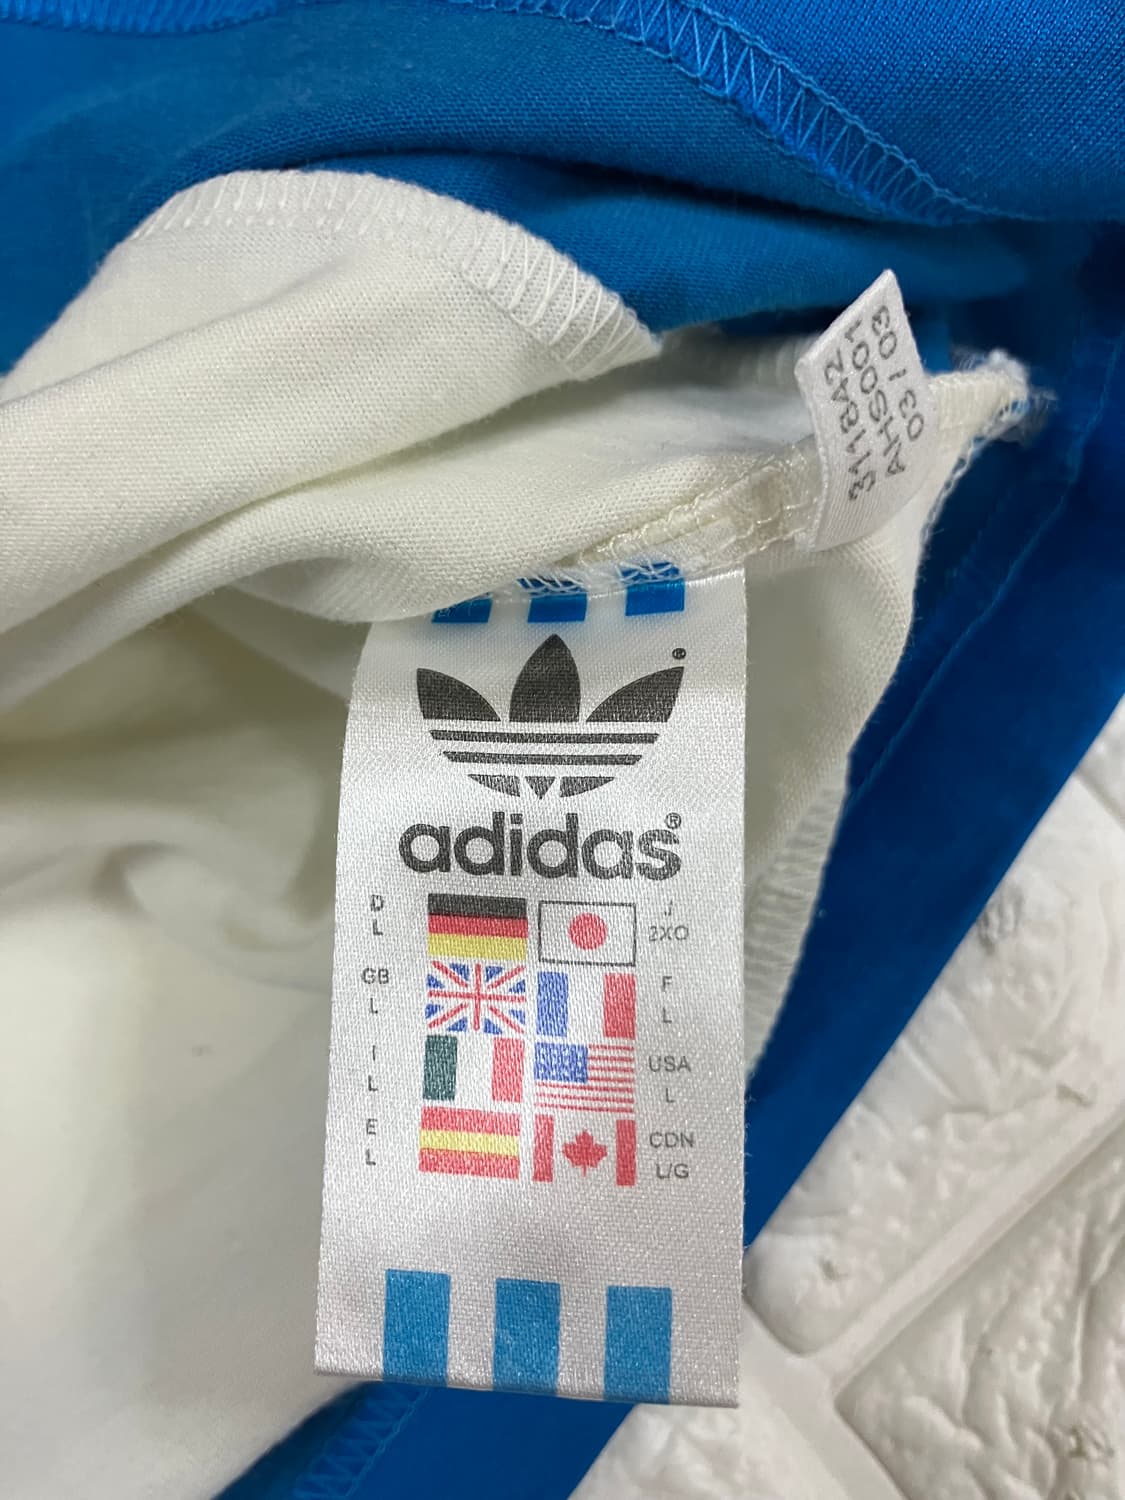 311842
AHS001
03 / 03
®
adidas®
D
L
J
2XO
GB
L
F
L
I
L
USA
L
E
L
CDN
L/G